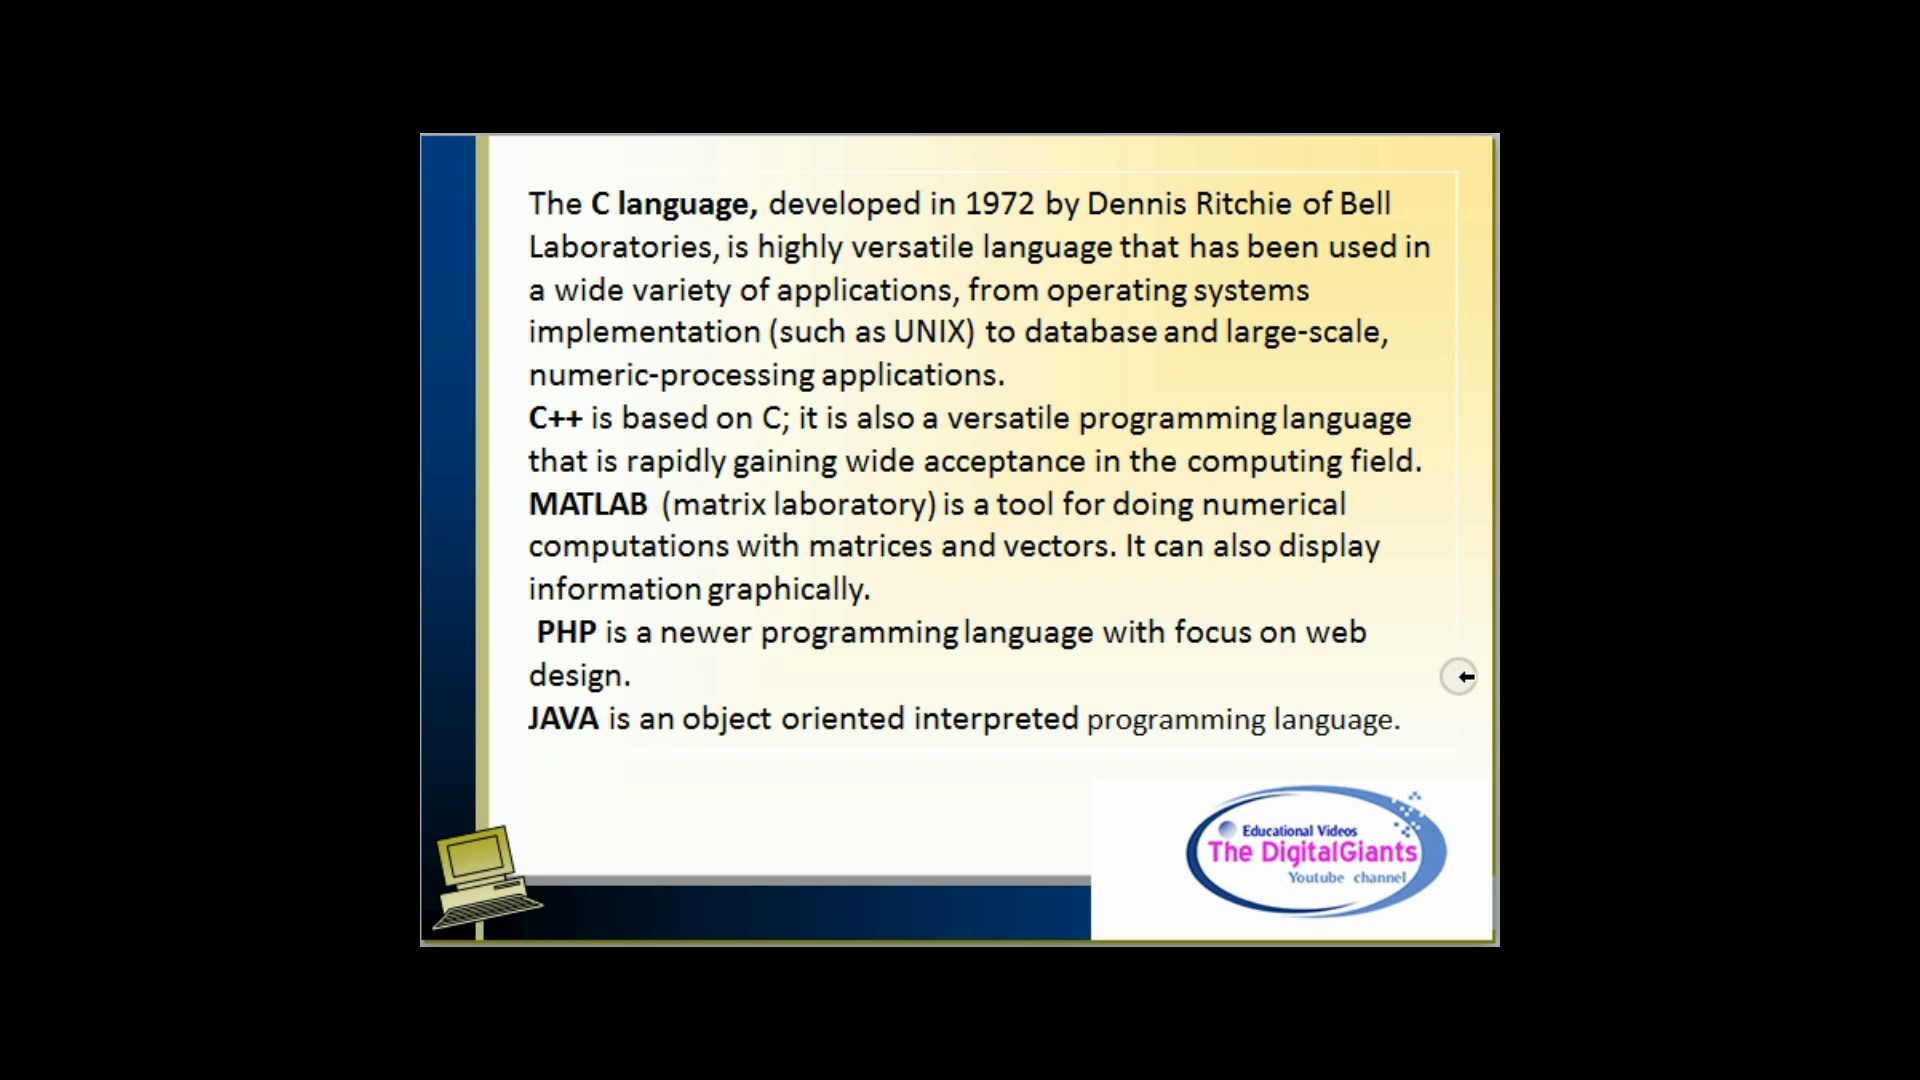 The C language, developed in 1972 by Dennis Ritchie of Bell
Laboratories, is highly versatile language that has been used in
a wide variety of applications, from operating systems
implementation (such as UNIX) to database and large-scale,
numeric-processing applications.
C++ is based on C; it is also a versatile programming language
that is rapidly gaining wide acceptance in the computing field.
MATLAB (matrix laboratory) is a tool for doing numerical
computations with matrices and vectors. It can also display
information graphically.
PHP is a newer programming language with focus on web
design.
JAVA is an object oriented interpreted programming language.
Educational Videos
The DigitalGiants
Youtube channel